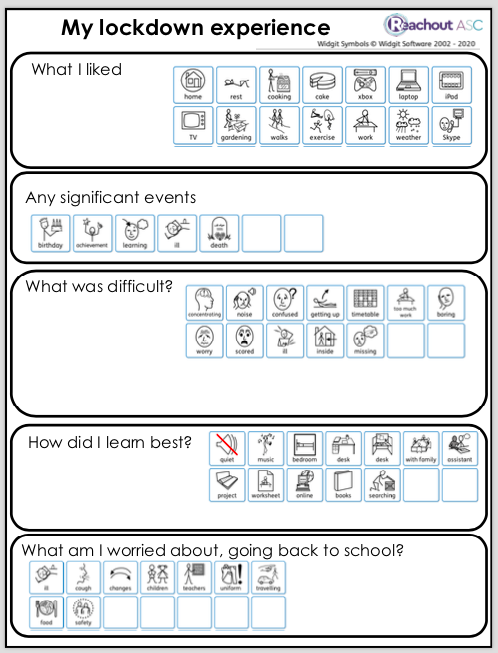 My lockdown experience
Reachout ASC
Widgit Symbols © Widgit Software 2002 - 2020
What I liked
home rest cooking cake xbox laptop iPod
TV gardening walks exercise work weather Skype
Any significant events
birthday achievement learning ill death
What was difficult?
concentrating noise confused getting up timetable too much work boring
worry scared ill inside missing
How did I learn best?
quiet music bedroom desk desk with family assistant
project worksheet online books searching
What am I worried about, going back to school?
ill cough changes children teachers uniform travelling
food safety